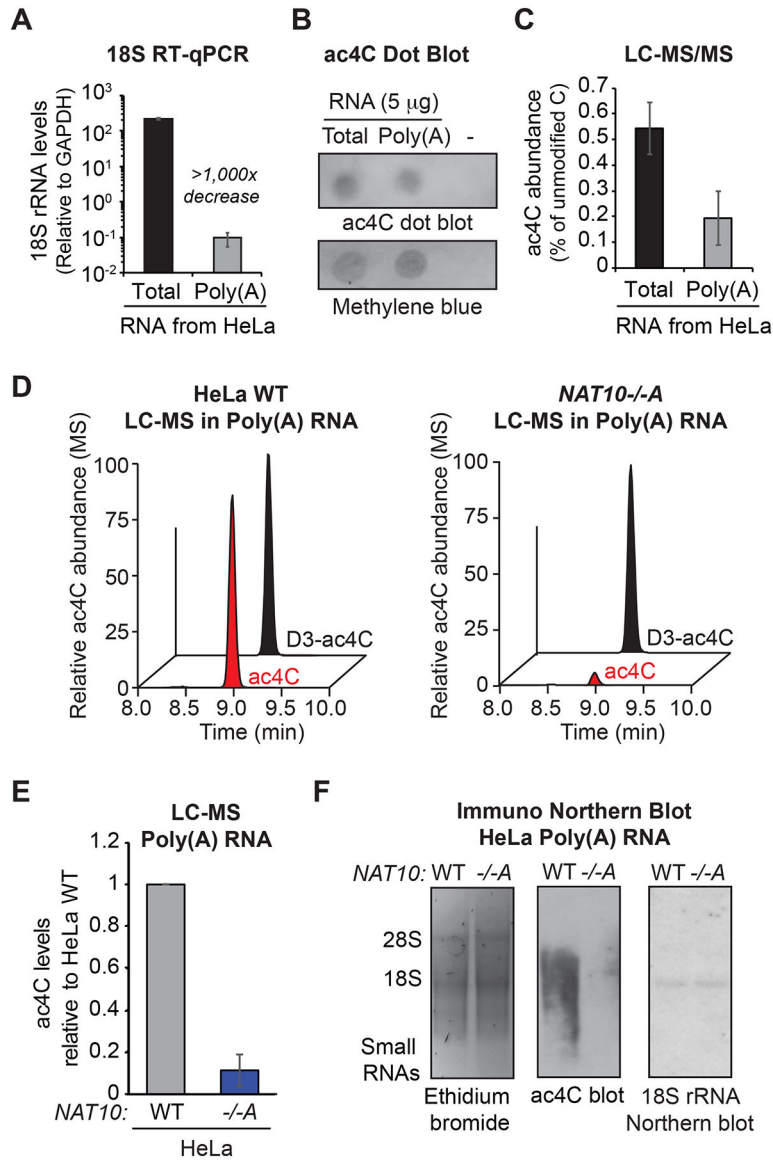 A
18S RT-qPCR
18S rRNA levels
(Relative to GAPDH)
10³
10²
10¹
10⁰
10⁻¹
10⁻²
>1,000x
decrease
Total Poly(A)
RNA from HeLa
B
ac4C Dot Blot
RNA (5 μg)
Total Poly(A) -
ac4C dot blot
Methylene blue
C
LC-MS/MS
ac4C abundance
(% of unmodified C)
0.7
0.6
0.5
0.4
0.3
0.2
0.1
0
Total Poly(A)
RNA from HeLa
D
HeLa WT
LC-MS in Poly(A) RNA
Relative ac4C abundance (MS)
100
75
50
25
0
D3-ac4C
ac4C
8.0 8.5 9.0 9.5 10.0
Time (min)
NAT10-/-A
LC-MS in Poly(A) RNA
Relative ac4C abundance (MS)
100
75
50
25
0
D3-ac4C
ac4C
8.0 8.5 9.0 9.5 10.0
Time (min)
E
LC-MS
Poly(A) RNA
ac4C levels
relative to HeLa WT
1.2
1
0.8
0.6
0.4
0.2
0
NAT10: WT -/-A
HeLa
F
Immuno Northern Blot
HeLa Poly(A) RNA
NAT10: WT -/-A WT -/-A WT -/-A
28S
18S
Small
RNAs
Ethidium
bromide
ac4C blot
18S rRNA
Northern blot